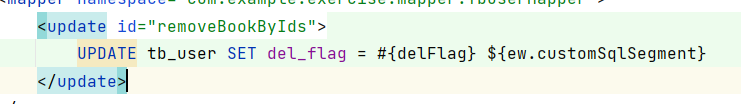 <update id="removeBookByIds">
UPDATE tb_user SET del_flag = #{delFlag} ${ew.customSqlSegment}
</update>